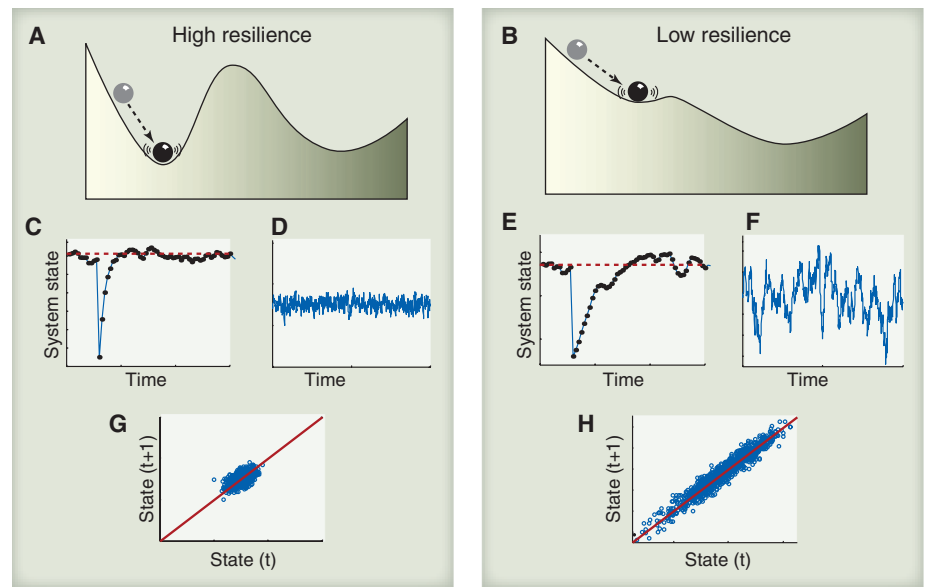 A
High resilience
C
System state
Time
D
Time
G
State (t+1)
State (t)
B
Low resilience
E
System state
Time
F
Time
H
State (t+1)
State (t)